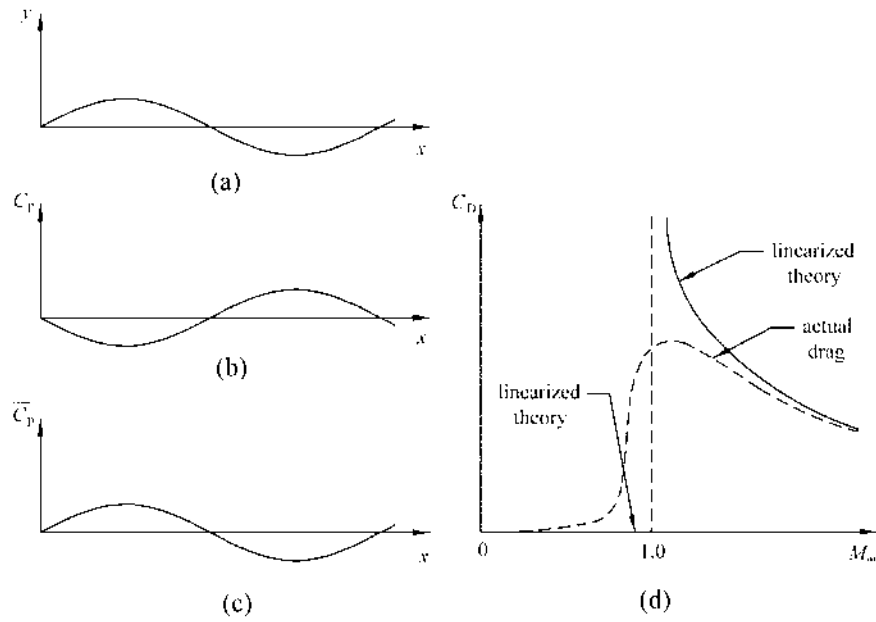 y
x
(a)
C_P
x
(b)
C̅_P
x
(c)
C_D
linearized
theory
actual
drag
linearized
theory
0
1.0
M_∞
(d)